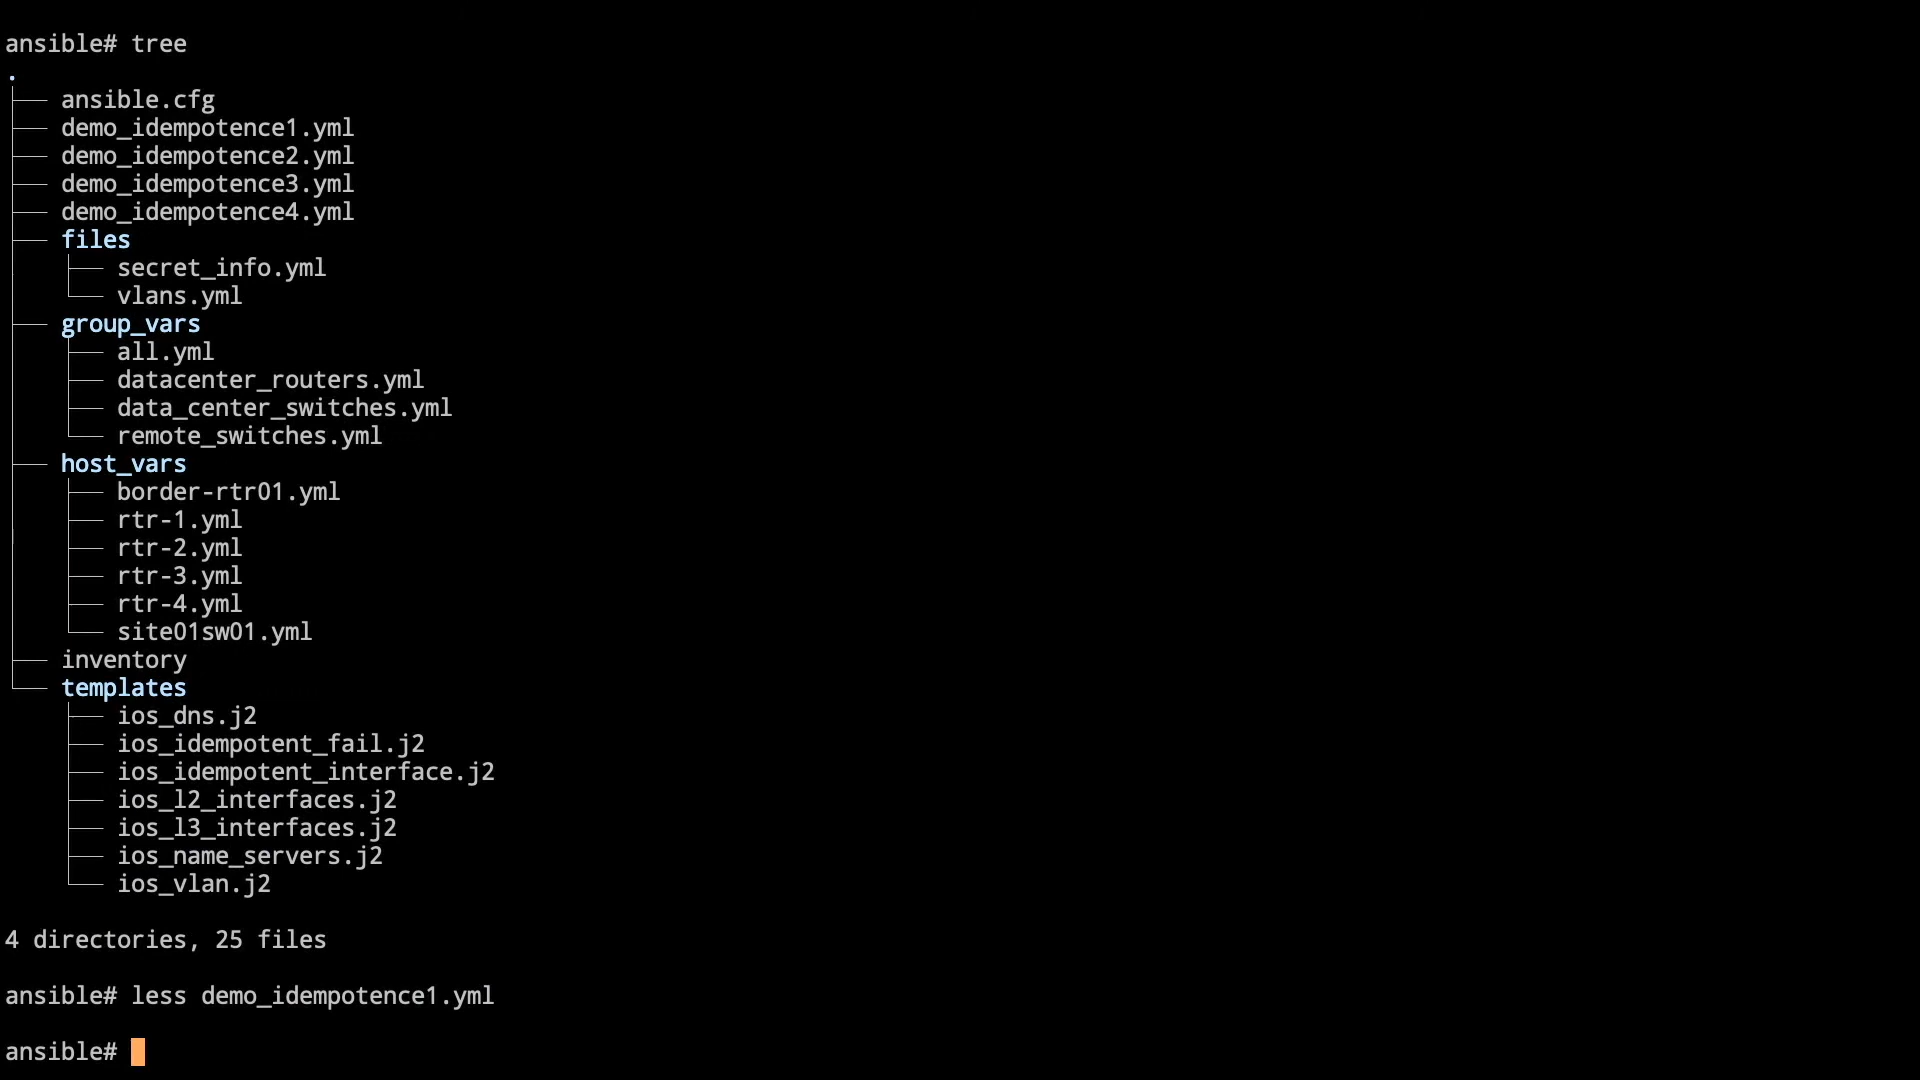 ansible# tree
.
├── ansible.cfg
├── demo_idempotence1.yml
├── demo_idempotence2.yml
├── demo_idempotence3.yml
├── demo_idempotence4.yml
├── files
│   ├── secret_info.yml
│   └── vlans.yml
├── group_vars
│   ├── all.yml
│   ├── datacenter_routers.yml
│   ├── data_center_switches.yml
│   └── remote_switches.yml
├── host_vars
│   ├── border-rtr01.yml
│   ├── rtr-1.yml
│   ├── rtr-2.yml
│   ├── rtr-3.yml
│   ├── rtr-4.yml
│   └── site01sw01.yml
├── inventory
└── templates
    ├── ios_dns.j2
    ├── ios_idempotent_fail.j2
    ├── ios_idempotent_interface.j2
    ├── ios_l2_interfaces.j2
    ├── ios_l3_interfaces.j2
    ├── ios_name_servers.j2
    └── ios_vlan.j2
4 directories, 25 files
ansible# less demo_idempotence1.yml
ansible#